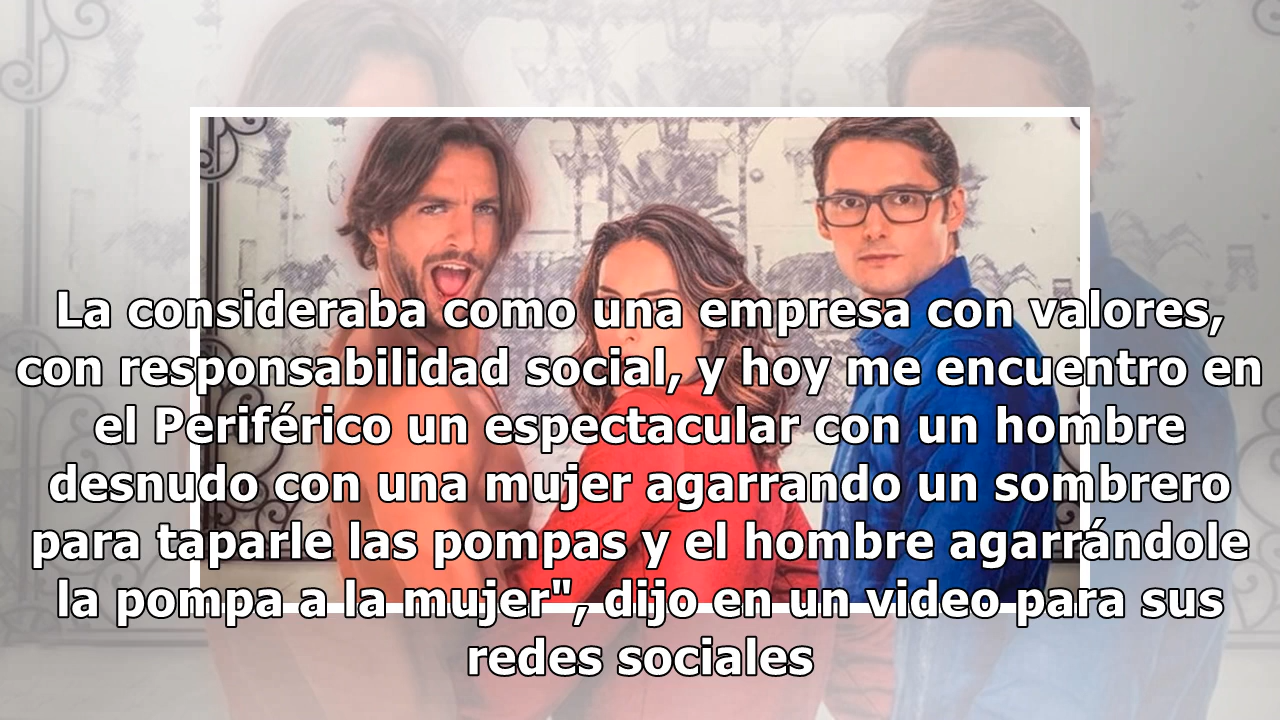 La consideraba como una empresa con valores,
con responsabilidad social, y hoy me encuentro en
el Periférico un espectacular con un hombre
desnudo con una mujer agarrando un sombrero
para taparle las pompas y el hombre agarrándole
la pompa a la mujer", dijo en un video para sus
redes sociales